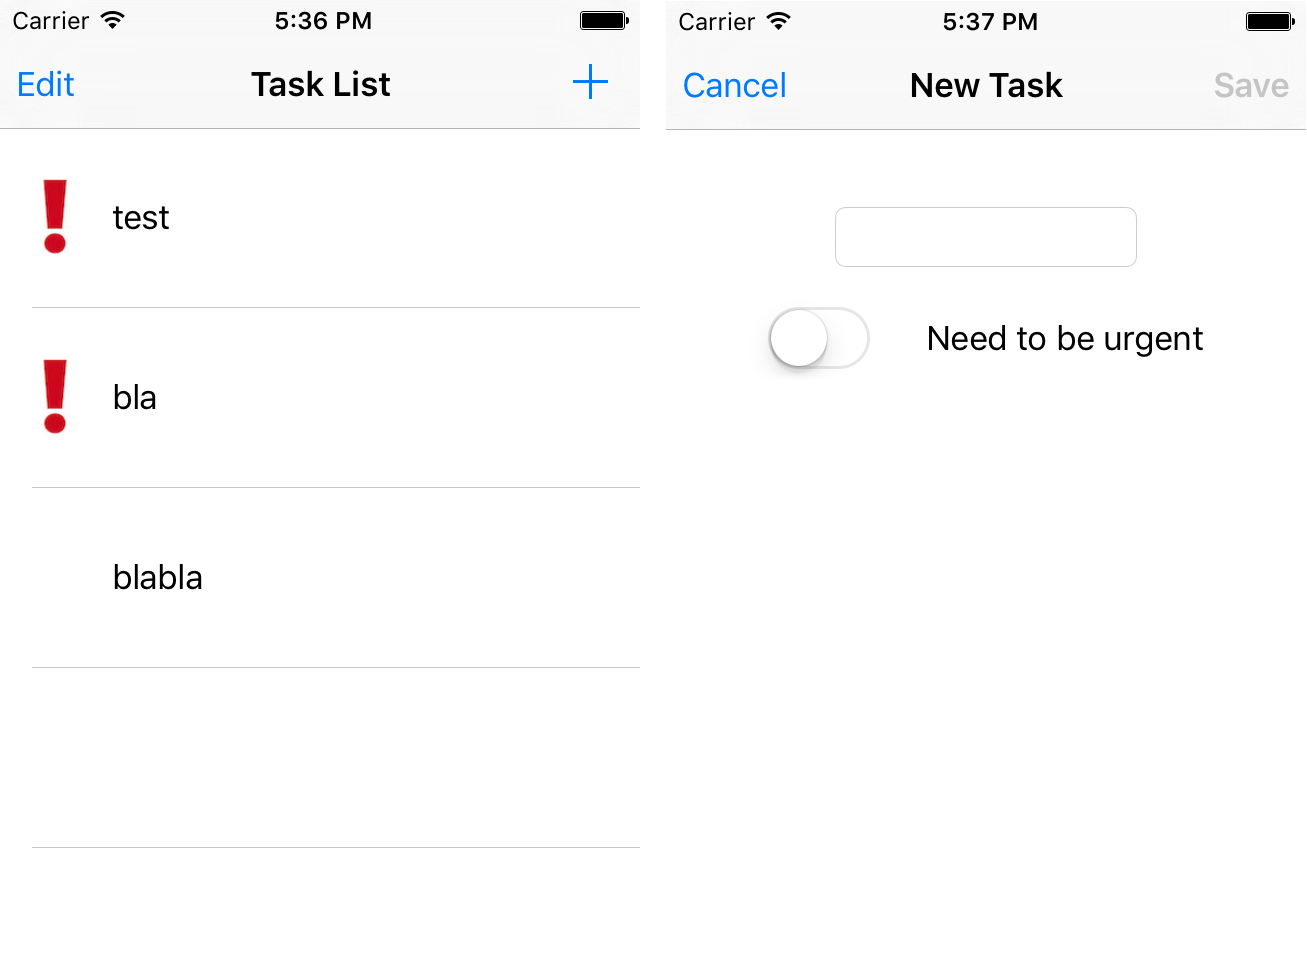 Carrier 5:36 PM
Edit Task List +
test
bla
blabla
Carrier 5:37 PM
Cancel New Task Save
Need to be urgent